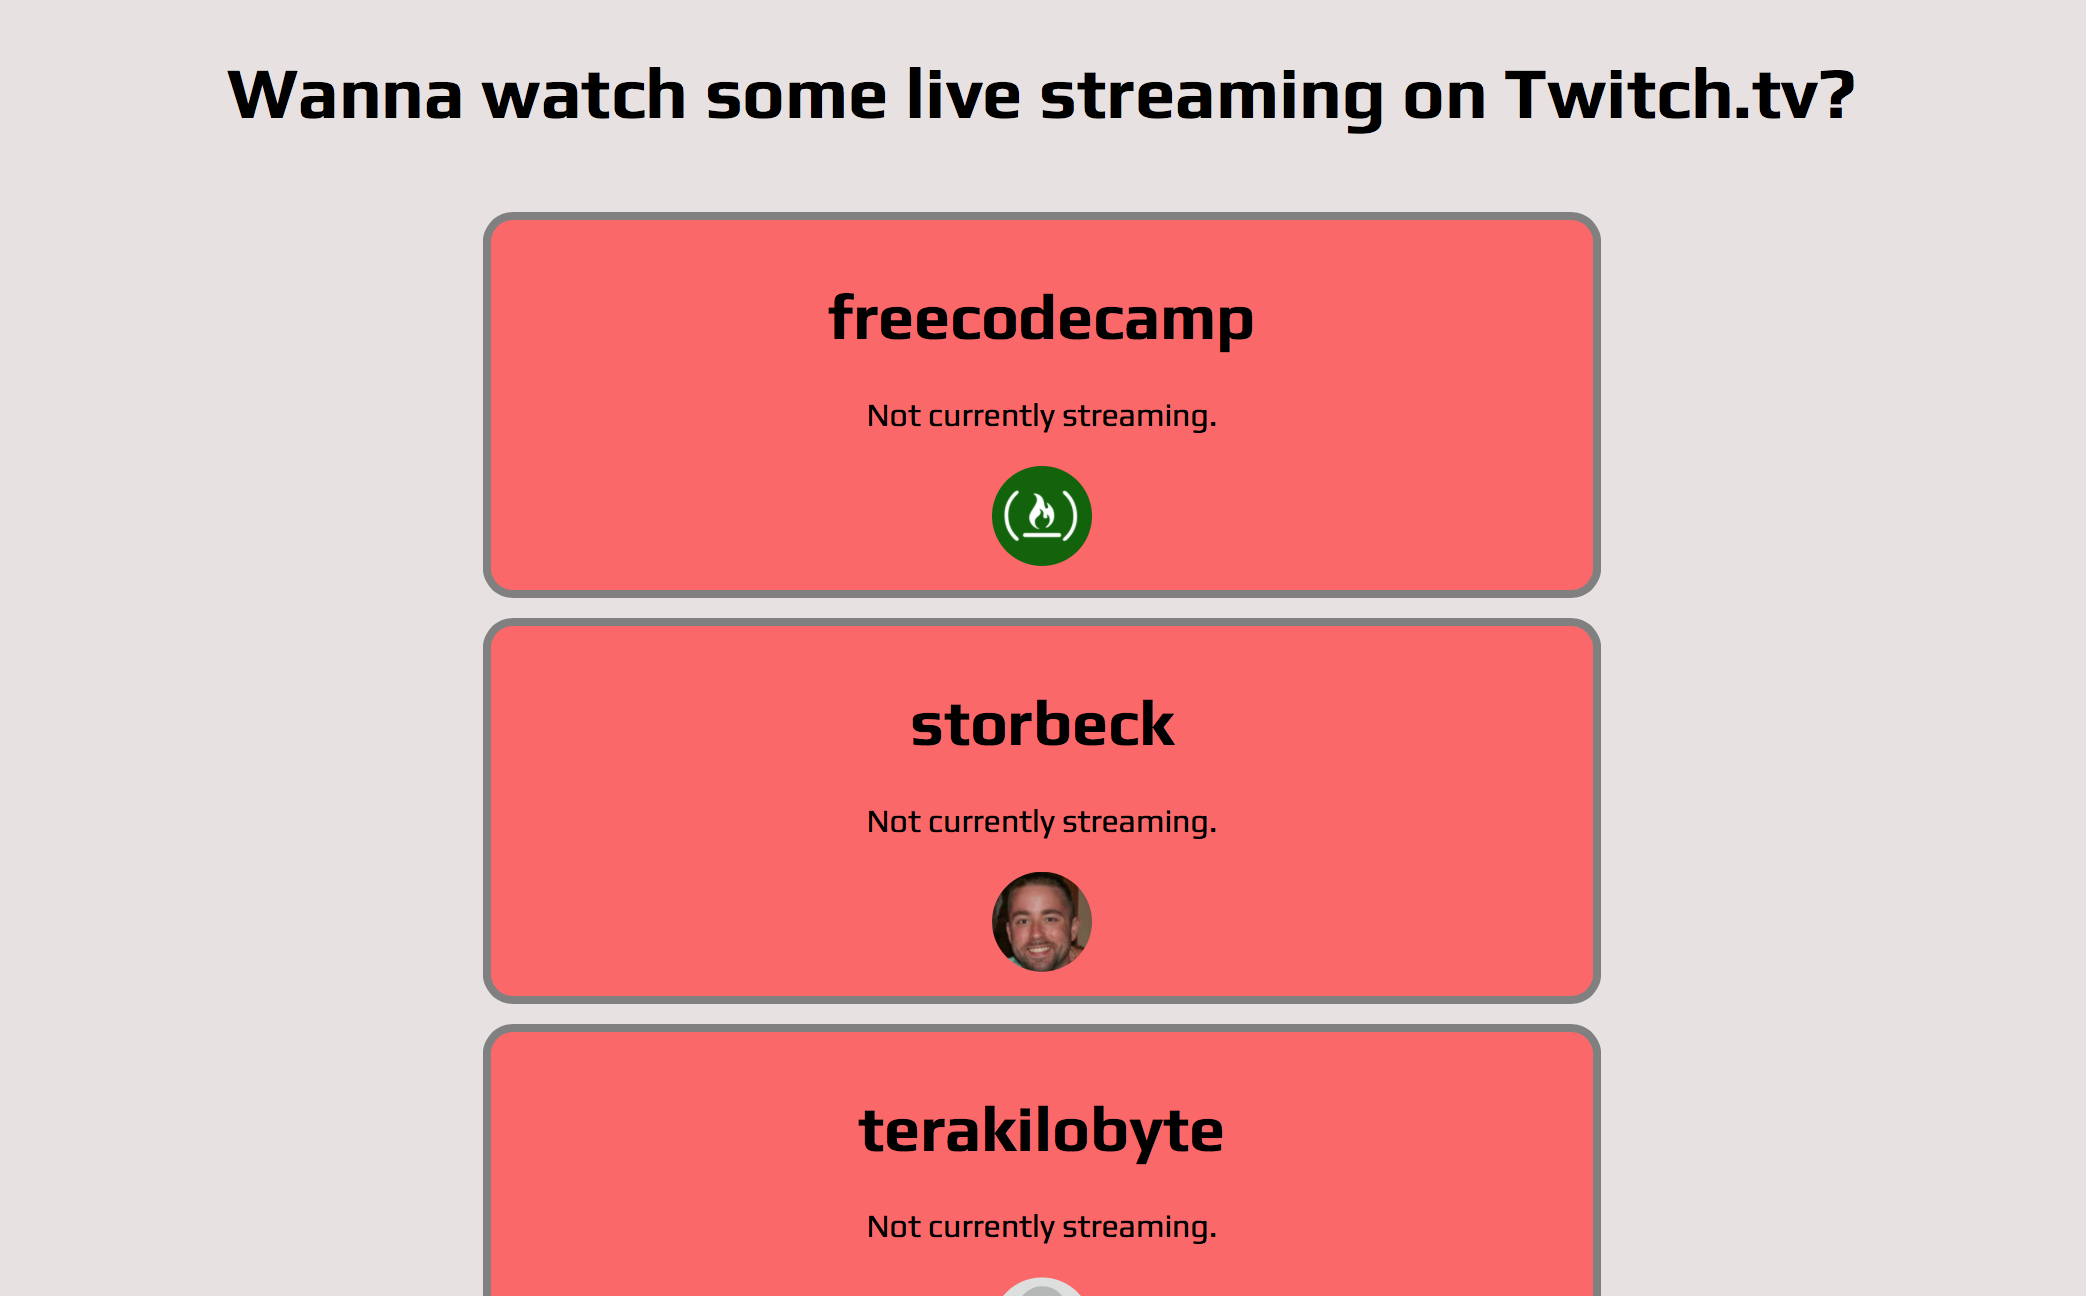 Wanna watch some live streaming on Twitch.tv?
freecodecamp
Not currently streaming.
storbeck
Not currently streaming.
terakilobyte
Not currently streaming.